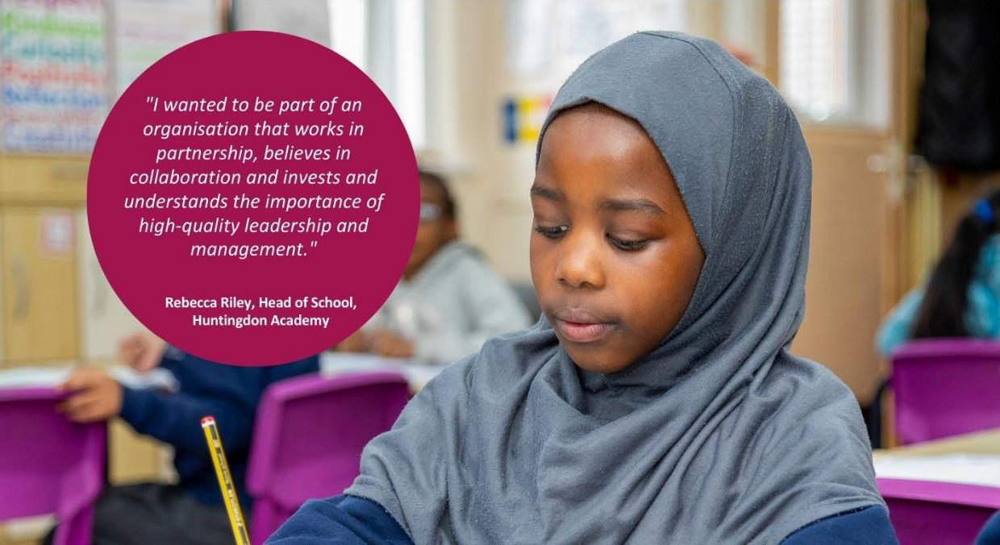 "I wanted to be part of an
organisation that works in
partnership, believes in
collaboration and invests and
understands the importance of
high-quality leadership and
management."
Rebecca Riley, Head of School,
Huntingdon Academy